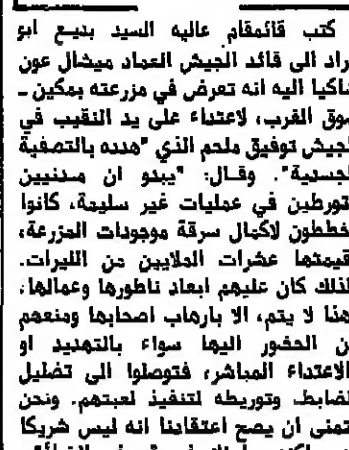 كتب قائمقام عاليه السيد بديع ابو
راد الى قائد الجيش العماد ميشال عون
ناكيا اليه انه تعرض في مزرعته بمكين -
سوق الغرب، لاعتداء على يد النقيب في
لجيش توفيق ملحم الذي "هدده بالتصفية
لجسدية". وقال: "يبدو ان مدنيين
تورطين في عمليات غير سليمة، كانوا
خططون لاكمال سرقة موجودات المزرعة،
قيمتها عشرات الملايين من الليرات.
لذلك كان عليهم ابعاد ناطورها وعمالها،
هذا لا يتم، الا بارهاب اصحابها ومنعهم
ن الحضور اليها سواء بالتهديد او
الاعتداء المباشر، فتوصلوا الى تضليل
لضابط وتوريطه لتنفيذ لعبتهم. ونحن
تمنى ان يصح اعتقادنا انه ليس شريكا